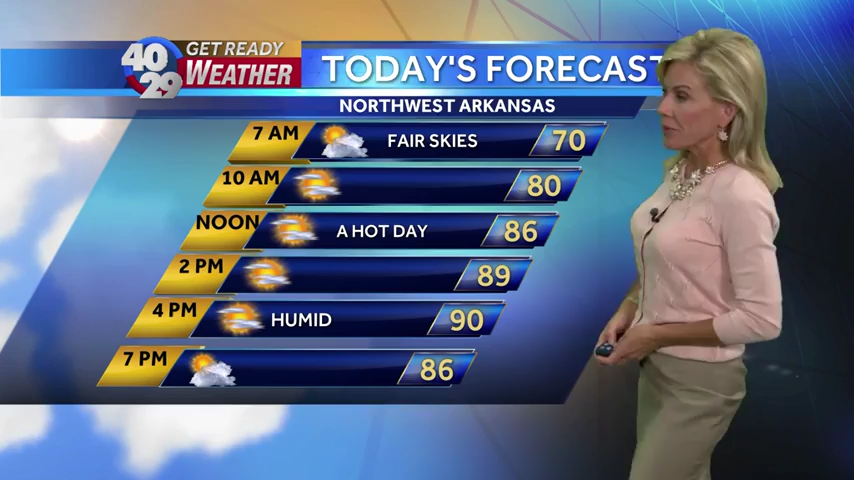 40
29
GET READY
WEATHER
TODAY'S FORECAST
NORTHWEST ARKANSAS
7 AM FAIR SKIES 70
10 AM 80
NOON A HOT DAY 86
2 PM 89
4 PM HUMID 90
7 PM 86